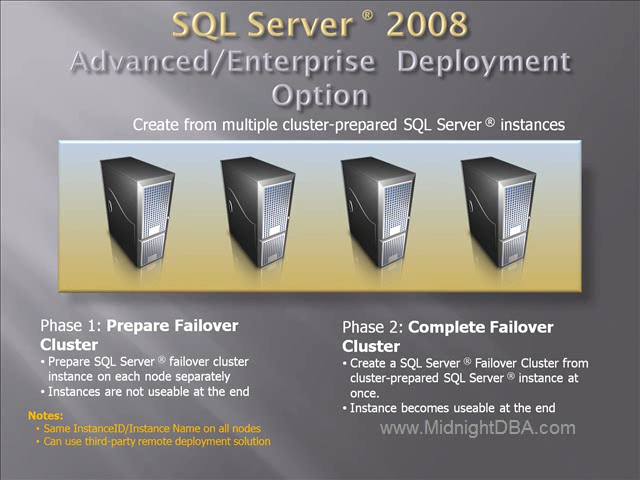 SQL Server ® 2008
Advanced/Enterprise Deployment
Option
Create from multiple cluster-prepared SQL Server ® instances
Phase 1: Prepare Failover
Cluster
• Prepare SQL Server ® failover cluster
instance on each node separately
• Instances are not useable at the end
Notes:
• Same InstanceID/Instance Name on all nodes
• Can use third-party remote deployment solution
Phase 2: Complete Failover
Cluster
• Create a SQL Server ® Failover Cluster from
cluster-prepared SQL Server ® instance at
once.
• Instance becomes useable at the end
www.MidnightDBA.com